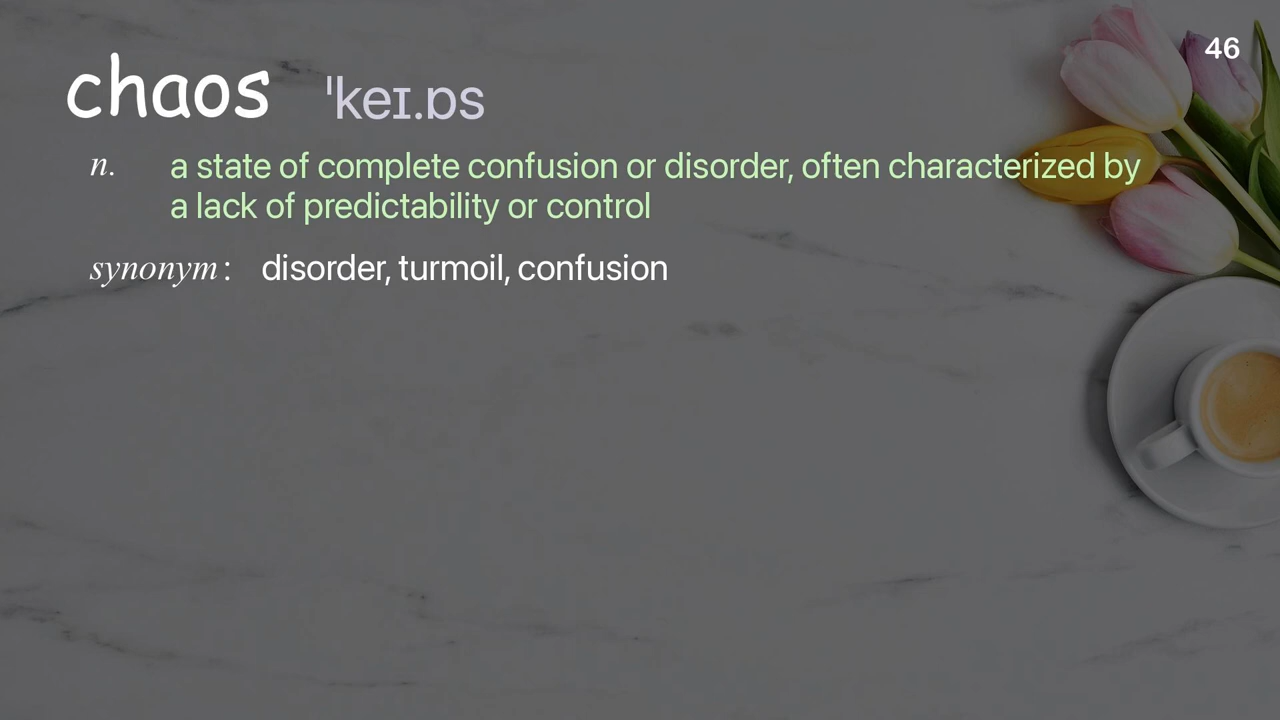 46
chaos ˈkeɪ.ɒs
n. a state of complete confusion or disorder, often characterized by
a lack of predictability or control
synonym: disorder, turmoil, confusion